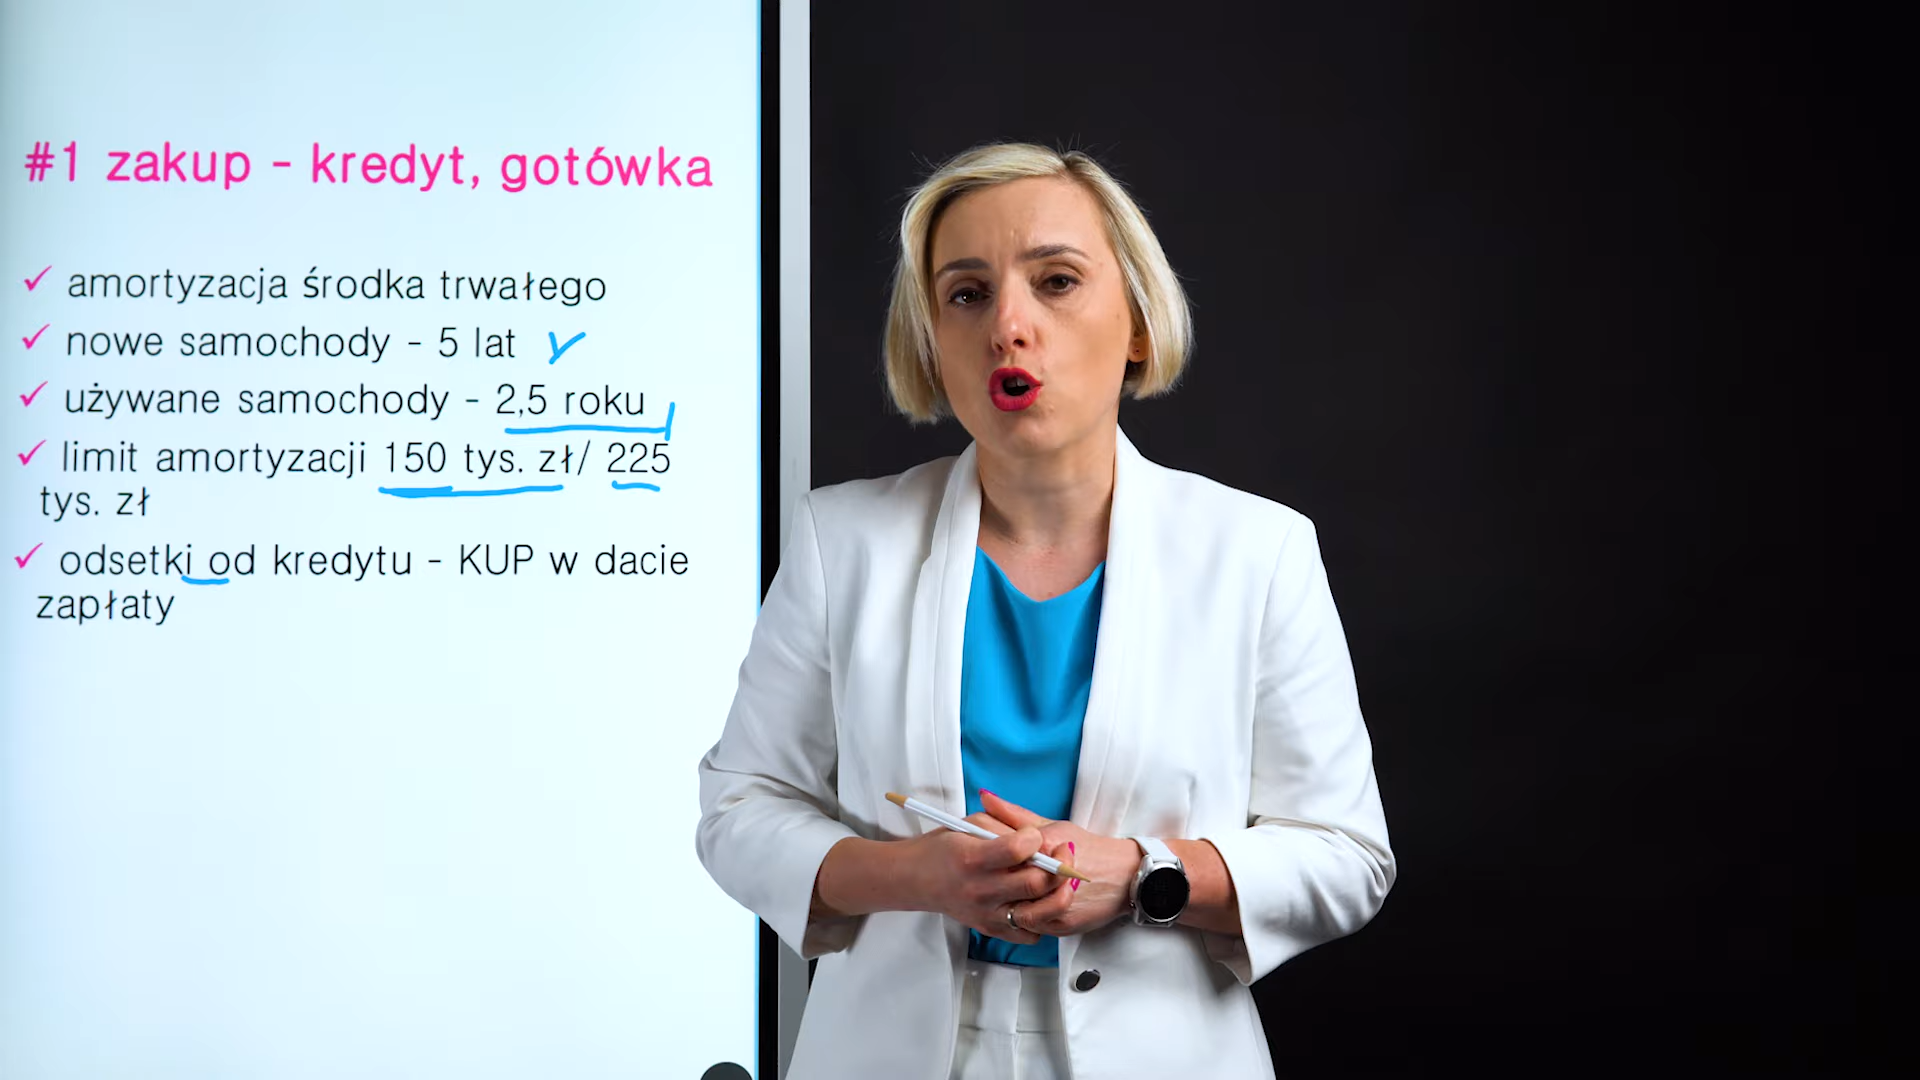 #1 zakup - kredyt, gotówka
✓ amortyzacja środka trwałego
✓ nowe samochody - 5 lat
✓ używane samochody - 2,5 roku
✓ limit amortyzacji 150 tys. zł/ 225
tys. zł
✓ odsetki od kredytu - KUP w dacie
zapłaty